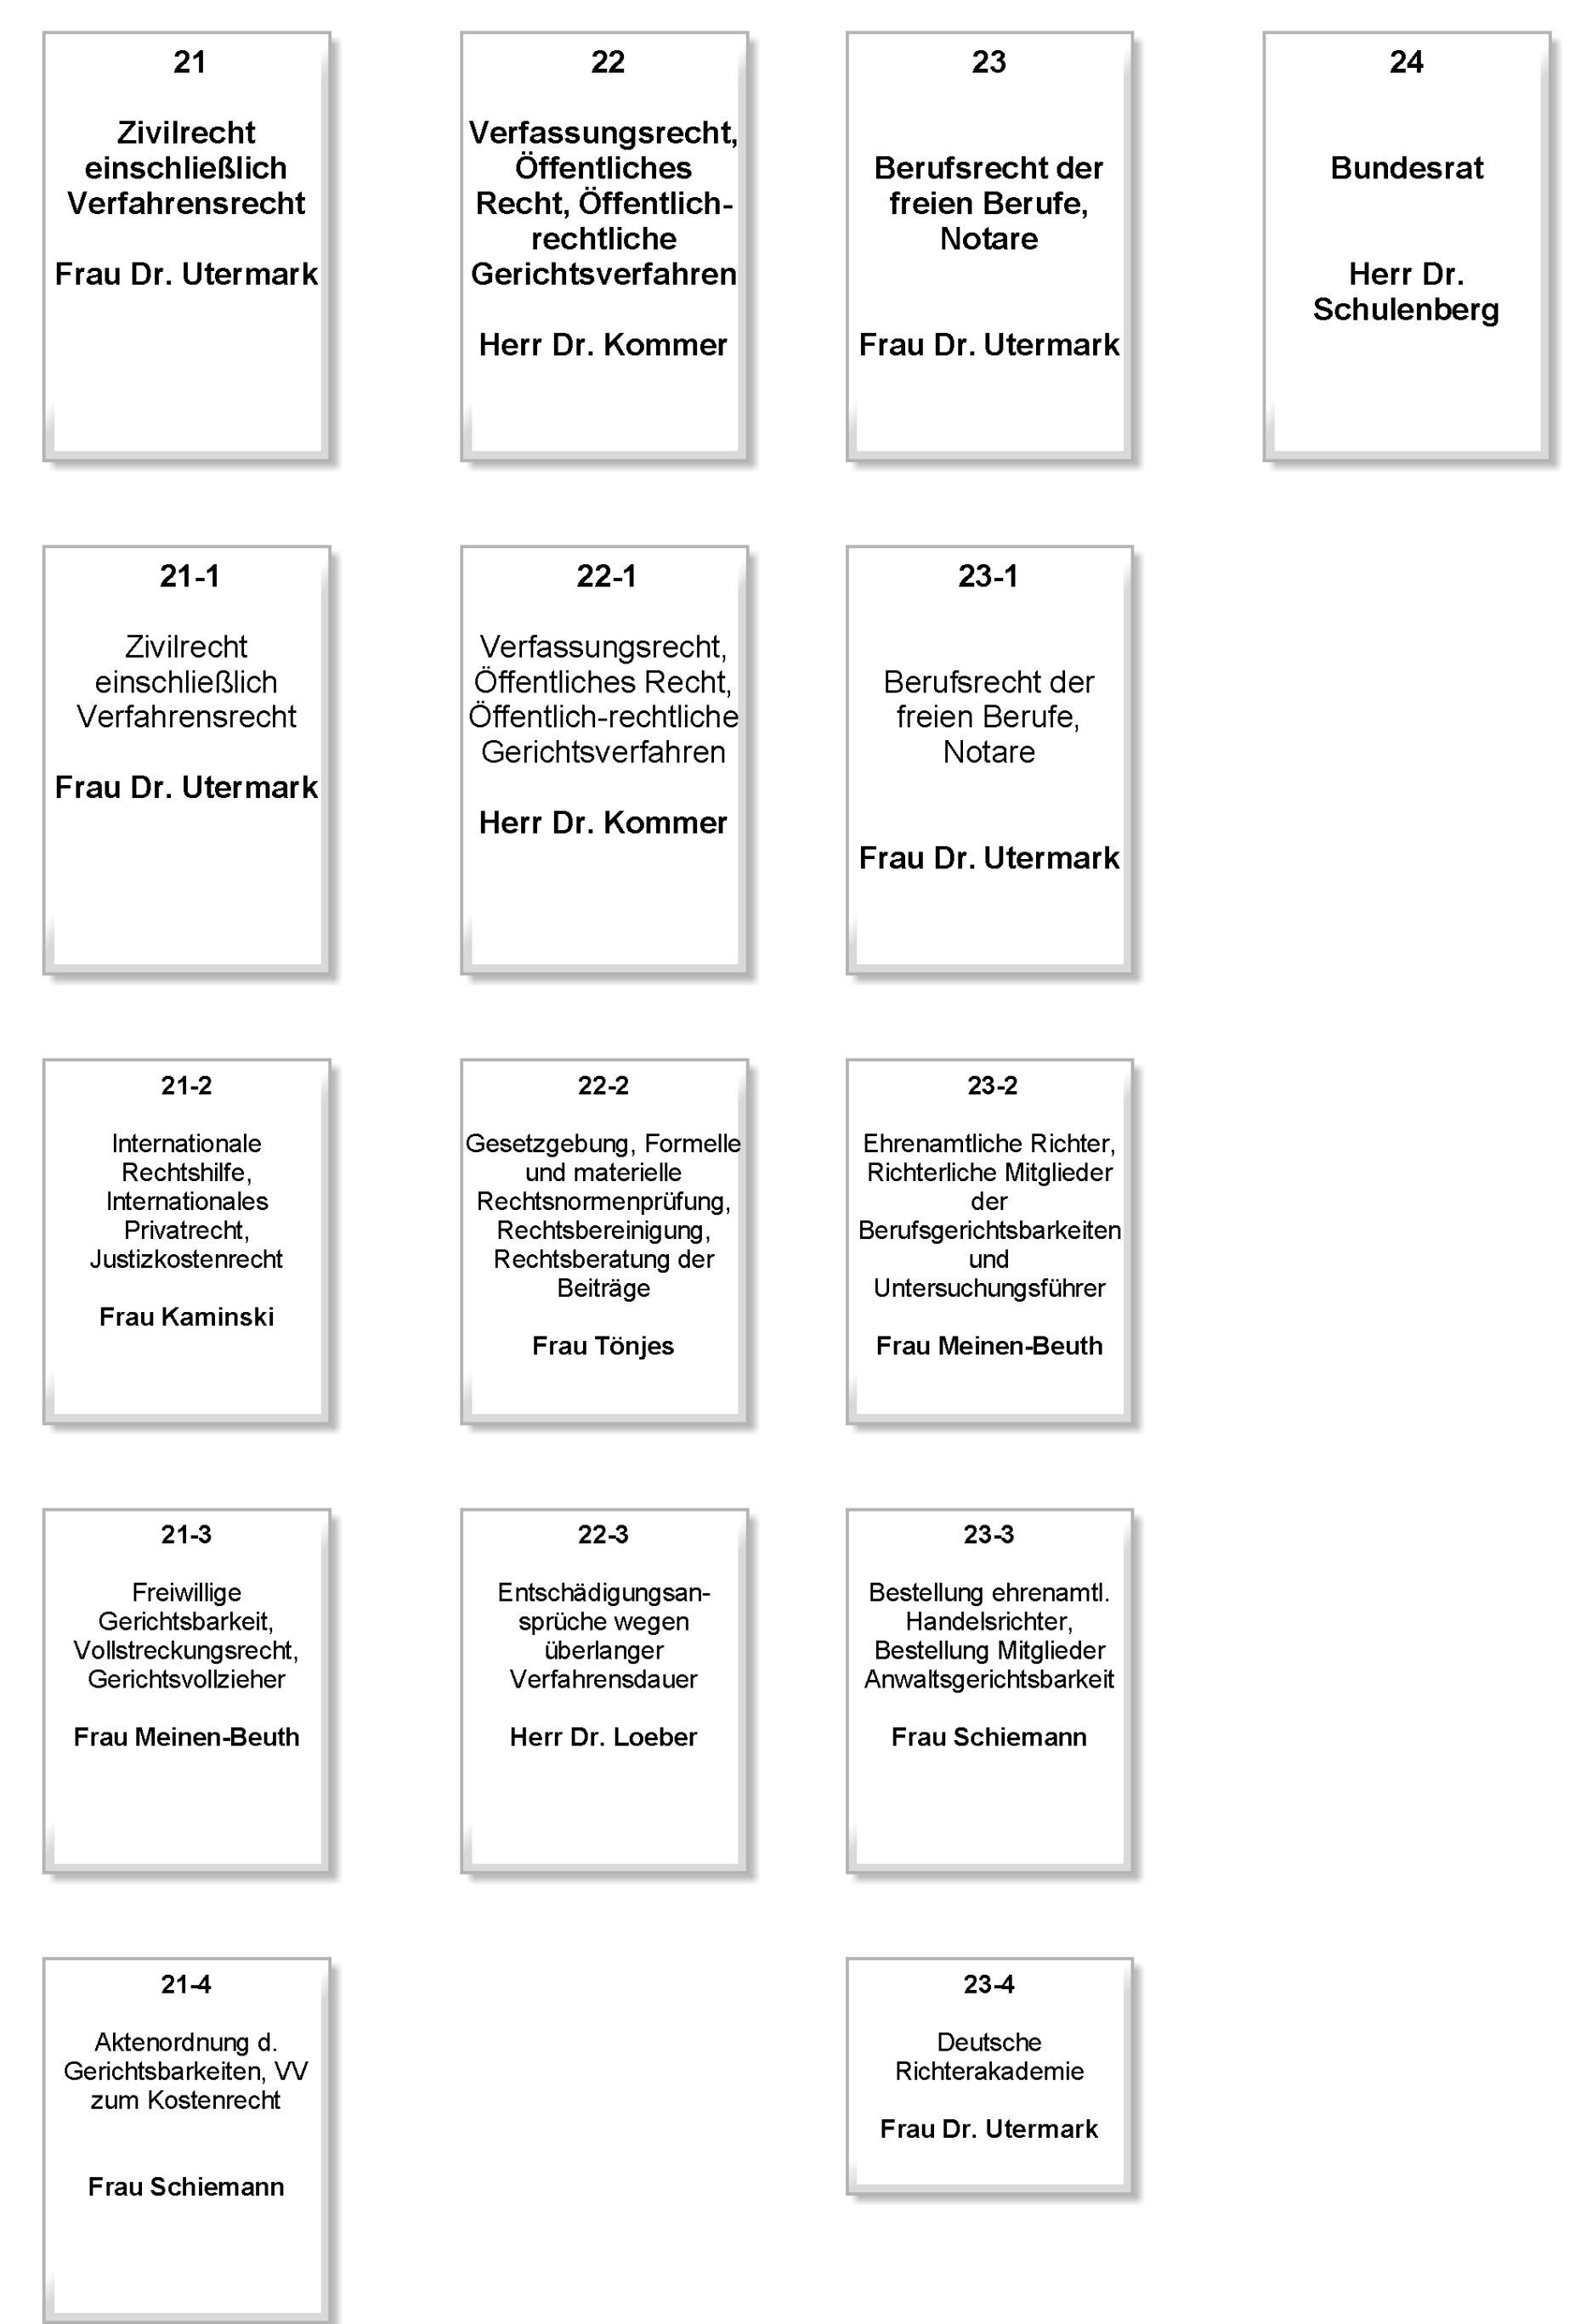 21
Zivilrecht
einschließlich
Verfahrensrecht
Frau Dr. Utermark
22
Verfassungsrecht,
Öffentliches
Recht, Öffentlich-
rechtliche
Gerichtsverfahren
Herr Dr. Kommer
23
Berufsrecht der
freien Berufe,
Notare
Frau Dr. Utermark
24
Bundesrat
Herr Dr.
Schulenberg
21-1
Zivilrecht
einschließlich
Verfahrensrecht
Frau Dr. Utermark
22-1
Verfassungsrecht,
Öffentliches Recht,
Öffentlich-rechtliche
Gerichtsverfahren
Herr Dr. Kommer
23-1
Berufsrecht der
freien Berufe,
Notare
Frau Dr. Utermark
21-2
Internationale
Rechtshilfe,
Internationales
Privatrecht,
Justizkostenrecht
Frau Kaminski
22-2
Gesetzgebung, Formelle
und materielle
Rechtsnormenprüfung,
Rechtsbereinigung,
Rechtsberatung der
Beiträge
Frau Tönjes
23-2
Ehrenamtliche Richter,
Richterliche Mitglieder
der
Berufsgerichtsbarkeiten
und
Untersuchungsführer
Frau Meinen-Beuth
21-3
Freiwillige
Gerichtsbarkeit,
Vollstreckungsrecht,
Gerichtsvollzieher
Frau Meinen-Beuth
22-3
Entschädigungsan-
sprüche wegen
überlanger
Verfahrensdauer
Herr Dr. Loeber
23-3
Bestellung ehrenamtl.
Handelsrichter,
Bestellung Mitglieder
Anwaltsgerichtsbarkeit
Frau Schiemann
21-4
Aktenordnung d.
Gerichtsbarkeiten, VV
zum Kostenrecht
Frau Schiemann
23-4
Deutsche
Richterakademie
Frau Dr. Utermark